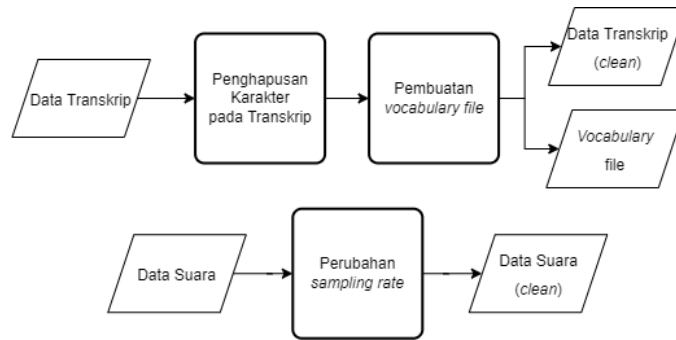 Data Transkrip
Penghapusan
Karakter
pada Transkrip
Pembuatan
vocabulary file
Data Transkrip
(clean)
Vocabulary
file
Data Suara
Perubahan
sampling rate
Data Suara
(clean)